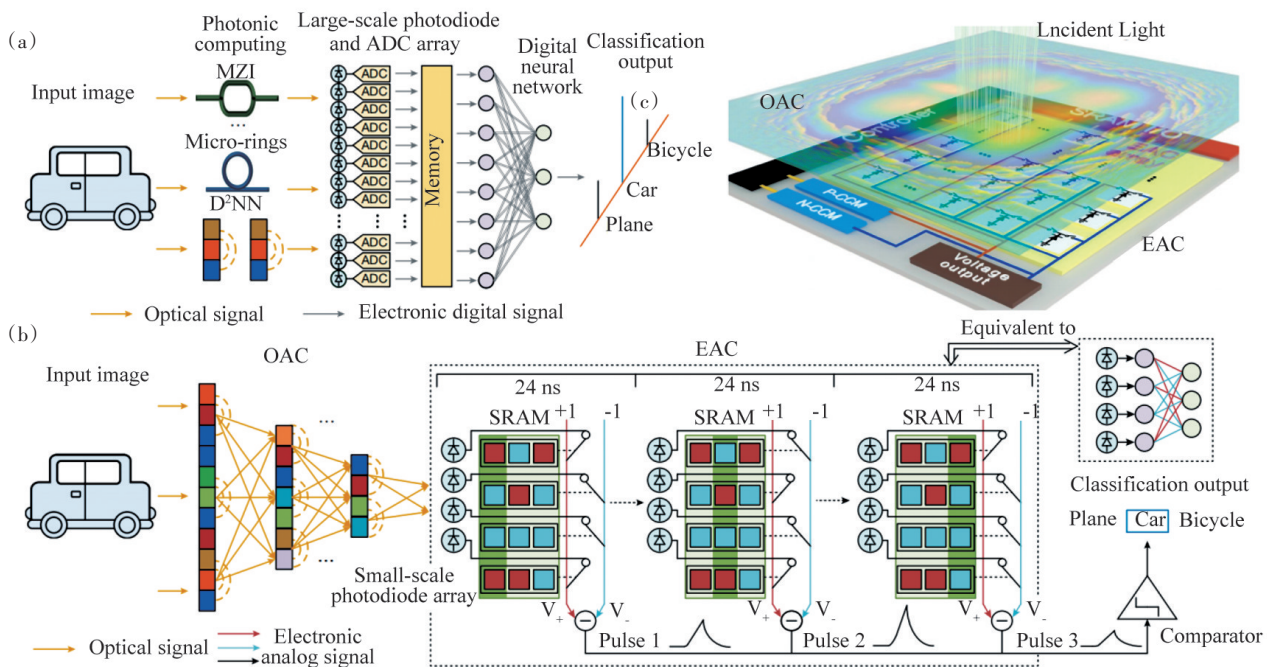 (a)
Photonic
computing
Large-scale photodiode
and ADC array
Digital
neural
network
Classification
output
Input image
MZI
...
Micro-rings
D²NN
ADC
ADC
ADC
ADC
ADC
ADC
ADC
ADC
... ...
ADC
ADC
ADC
Memory
Bicycle
Car
Plane
Optical signal
Electronic digital signal
(c)
Lncident Light
OAC
Controller
P-CCM
N-CCM
Voltage
output
EAC
(b)
Input image
OAC
...
...
Small-scale
photodiode array
EAC
24 ns
24 ns
24 ns
SRAM +1 -1
SRAM +1 -1
SRAM +1 -1
V+ V-
V+ V-
V+ V-
Pulse 1
Pulse 2
Pulse 3
Equivalent to
Classification output
Plane Car Bicycle
Comparator
Optical signal
Electronic
analog signal